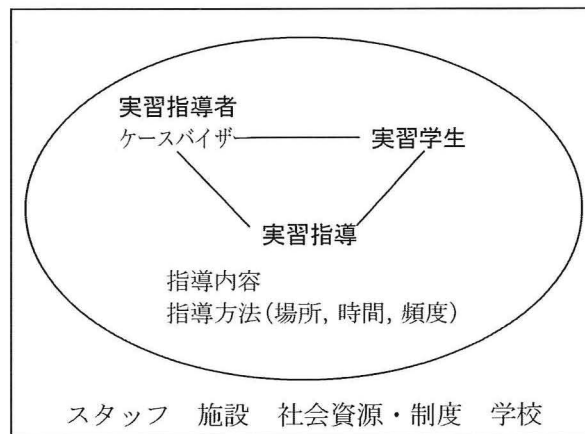 実習指導者
ケースバイザー 実習学生
実習指導
指導内容
指導方法(場所, 時間, 頻度)
スタッフ 施設 社会資源・制度 学校